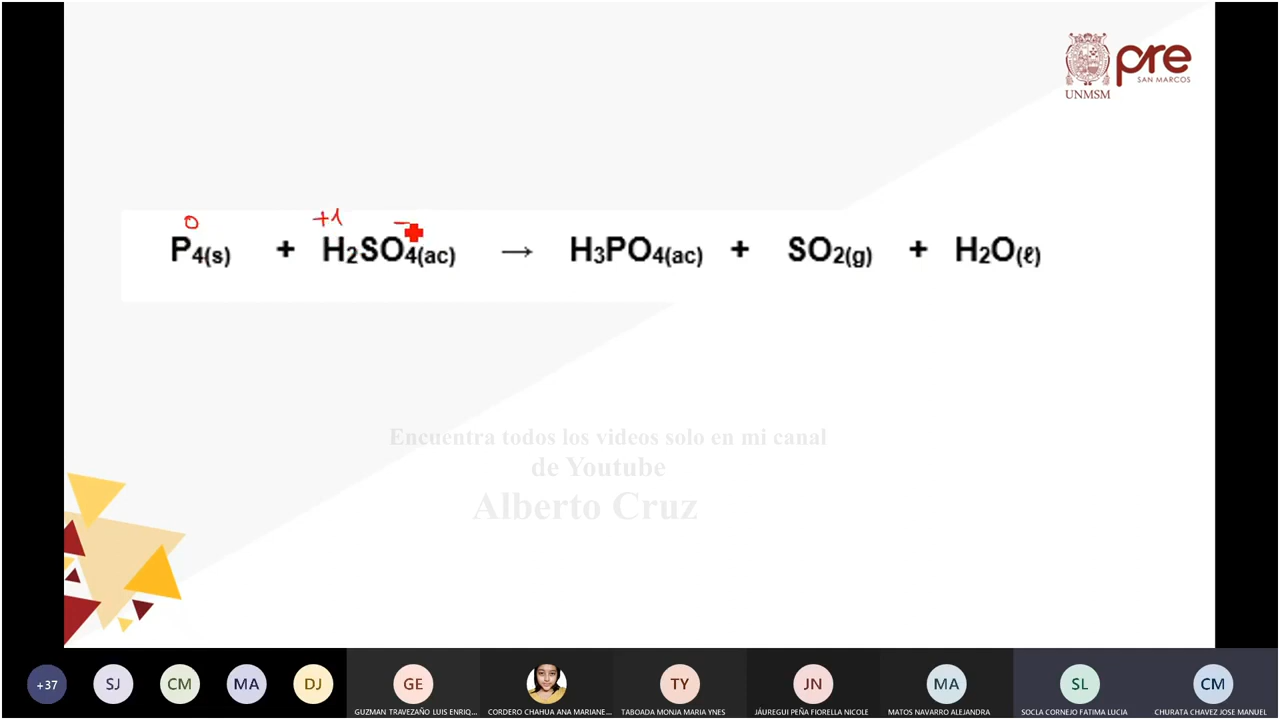 pre
SAN MARCOS
UNMSM
0 +1 –
P4(s) + H2SO4(ac) → H3PO4(ac) + SO2(g) + H2O(ℓ)
Encuentra todos los videos solo en mi canal
de Youtube
Alberto Cruz
+37 SJ CM MA DJ GE TY JN MA SL CM
GUZMAN TRAVEZAÑO LUIS ENRIQ... CORDERO CHAHUA ANA MARIANE... TABOADA MONJA MARIA YNES JÁUREGUI PEÑA FIORELLA NICOLE MATOS NAVARRO ALEJANDRA SOCLA CORNEJO FATIMA LUCIA CHURATA CHAVEZ JOSE MANUEL